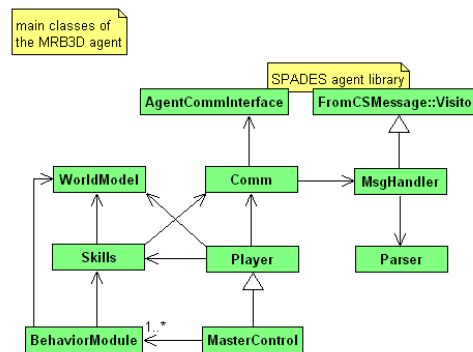 main classes of
the MRB3D agent
SPADES agent library
AgentCommInterface
FromCSMessage::Visito
WorldModel
Comm
MsgHandler
Skills
Player
Parser
1..*
BehaviorModule
MasterControl